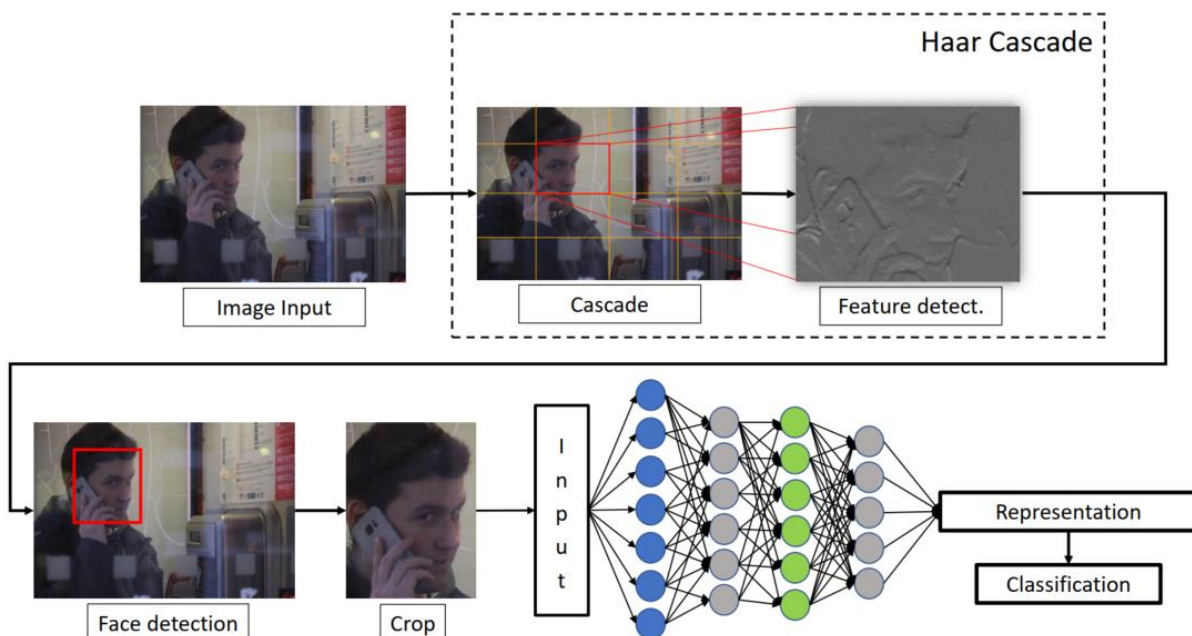 Haar Cascade
Image Input
Cascade
Feature detect.
Face detection
Crop
I
n
p
u
t
Representation
Classification